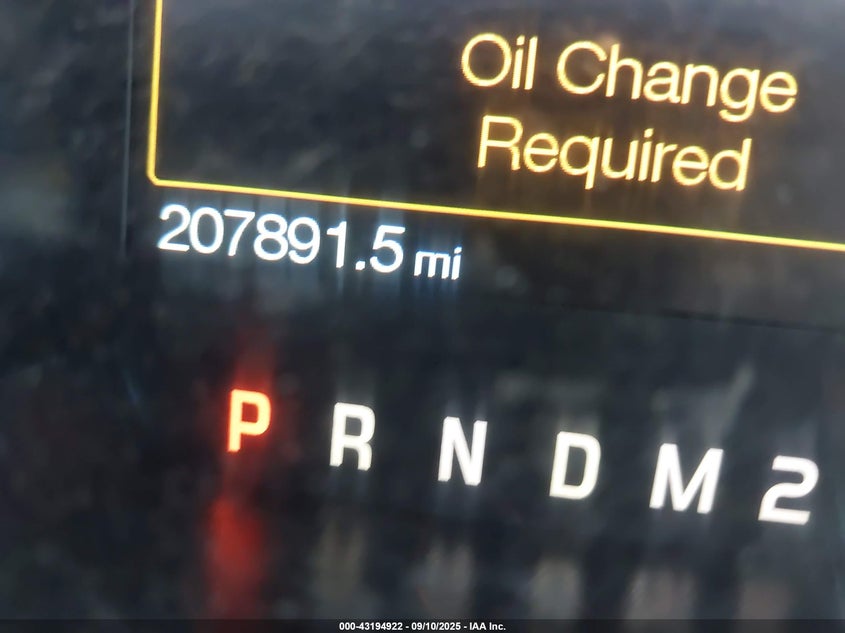 Oil Change
Required
207891.5 mi
P R N D M 2
000-43194922 - 09/10/2025 - IAA Inc.